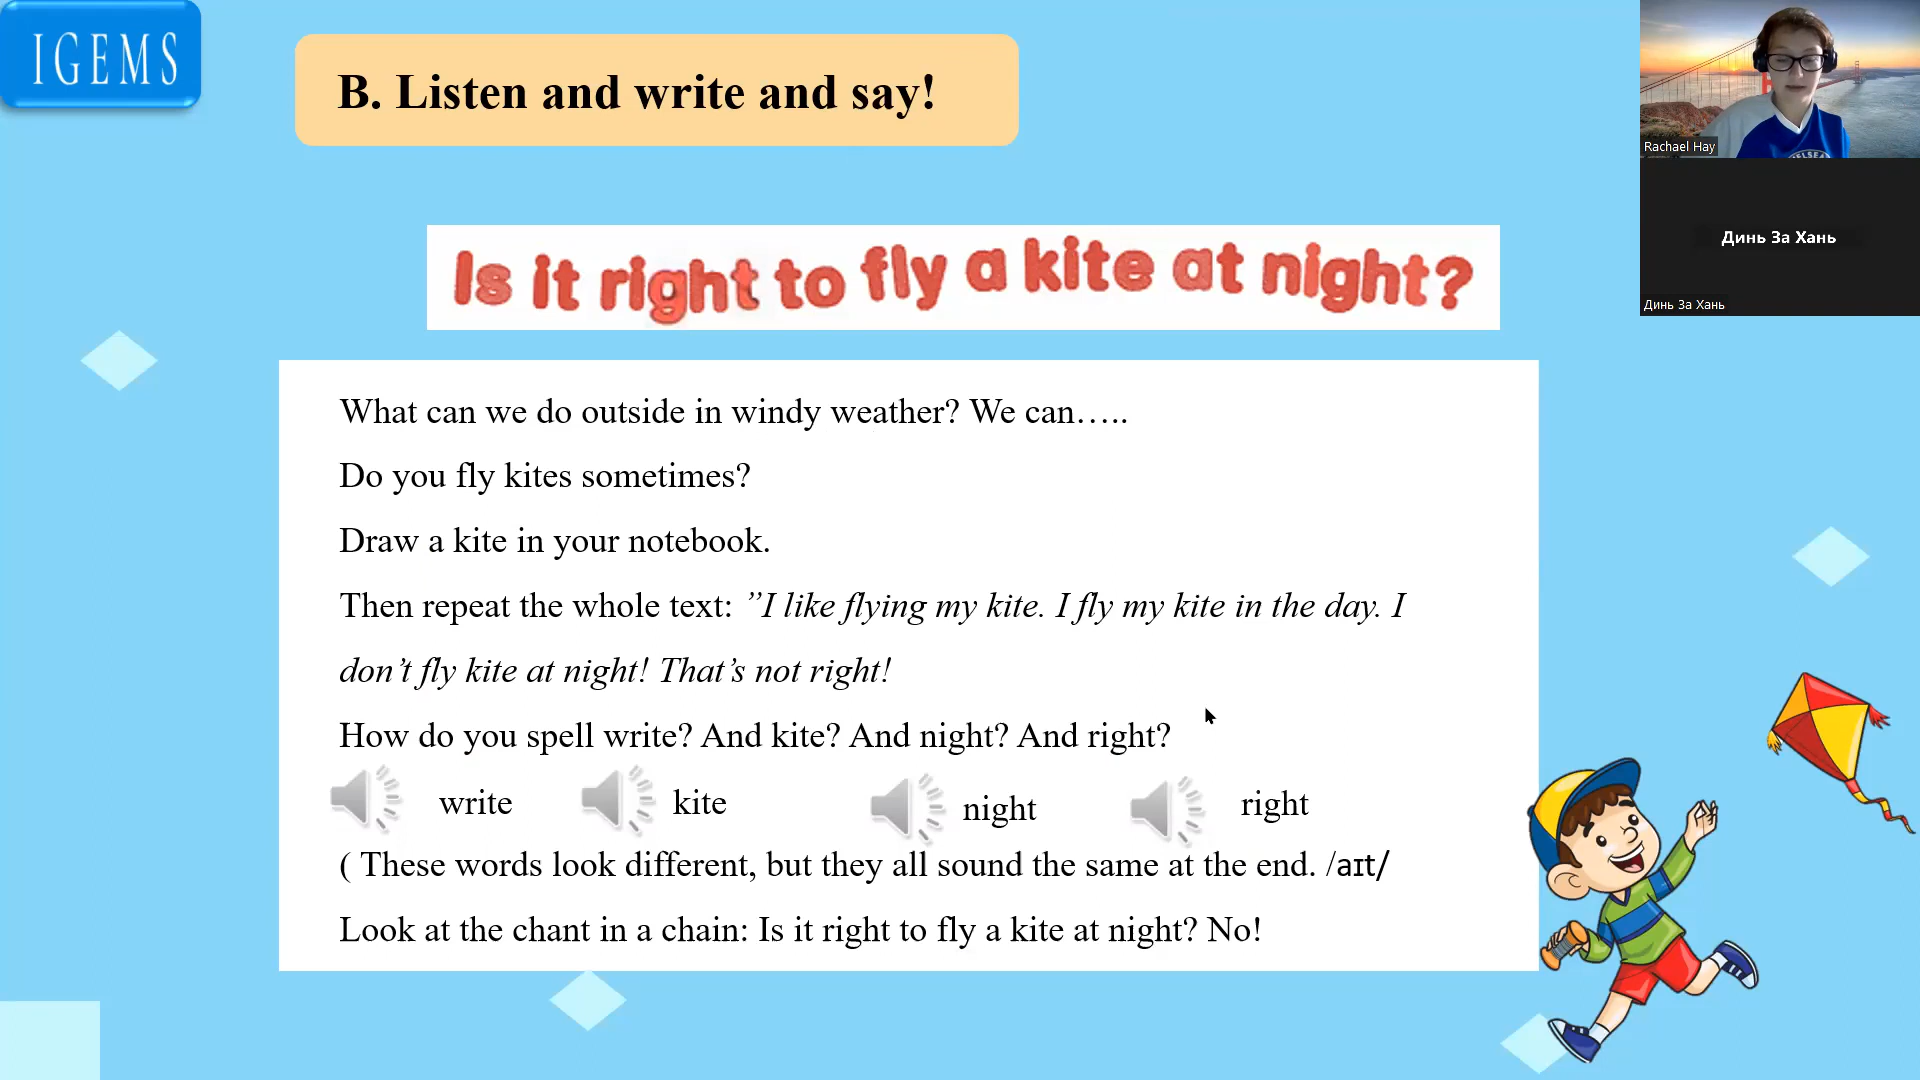 IGEMS
B. Listen and write and say!
Is it right to fly a kite at night?
What can we do outside in windy weather? We can…..
Do you fly kites sometimes?
Draw a kite in your notebook.
Then repeat the whole text: ”I like flying my kite. I fly my kite in the day. I
don’t fly kite at night! That’s not right!
How do you spell write? And kite? And night? And right?
write kite night right
( These words look different, but they all sound the same at the end. /aɪt/
Look at the chant in a chain: Is it right to fly a kite at night? No!
Rachael Hay
Динь За Хань
Динь За Хань